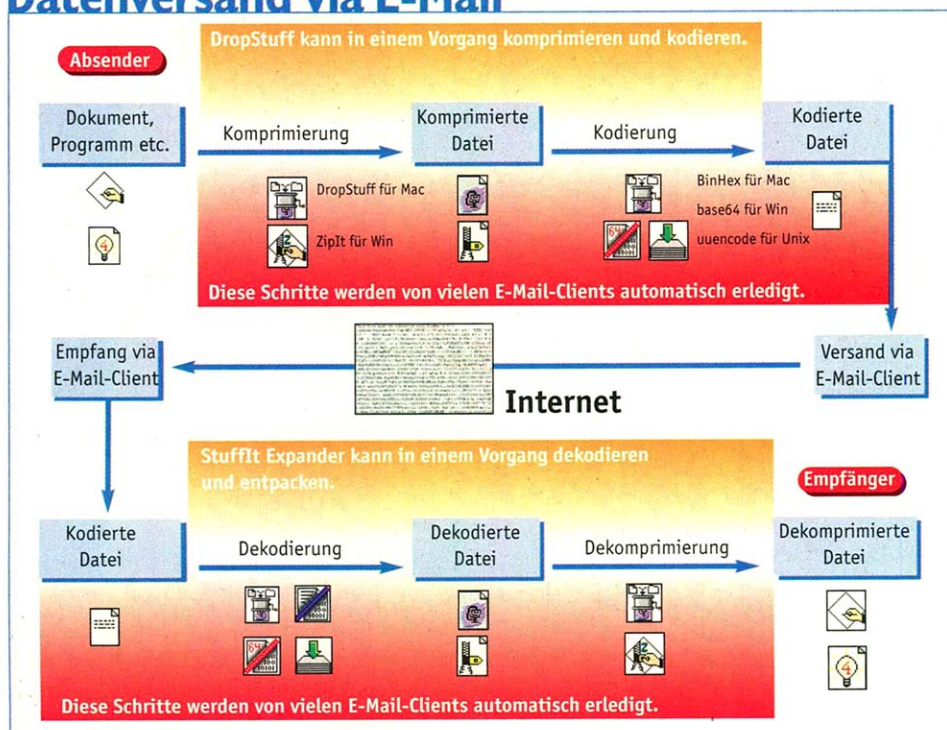 Datenversand via E-Mail
DropStuff kann in einem Vorgang komprimieren und kodieren.
Absender
Dokument,
Programm etc.
Komprimierung
Komprimierte
Datei
Kodierung
Kodierte
Datei
DropStuff für Mac
ZipIt für Win
BinHex für Mac
base64 für Win
uuencode für Unix
Diese Schritte werden von vielen E-Mail-Clients automatisch erledigt.
Empfang via
E-Mail-Client
Internet
Versand via
E-Mail-Client
StuffIt Expander kann in einem Vorgang dekodieren
und entpacken.
Empfänger
Kodierte
Datei
Dekodierung
Dekodierte
Datei
Dekomprimierung
Dekomprimierte
Datei
Diese Schritte werden von vielen E-Mail-Clients automatisch erledigt.